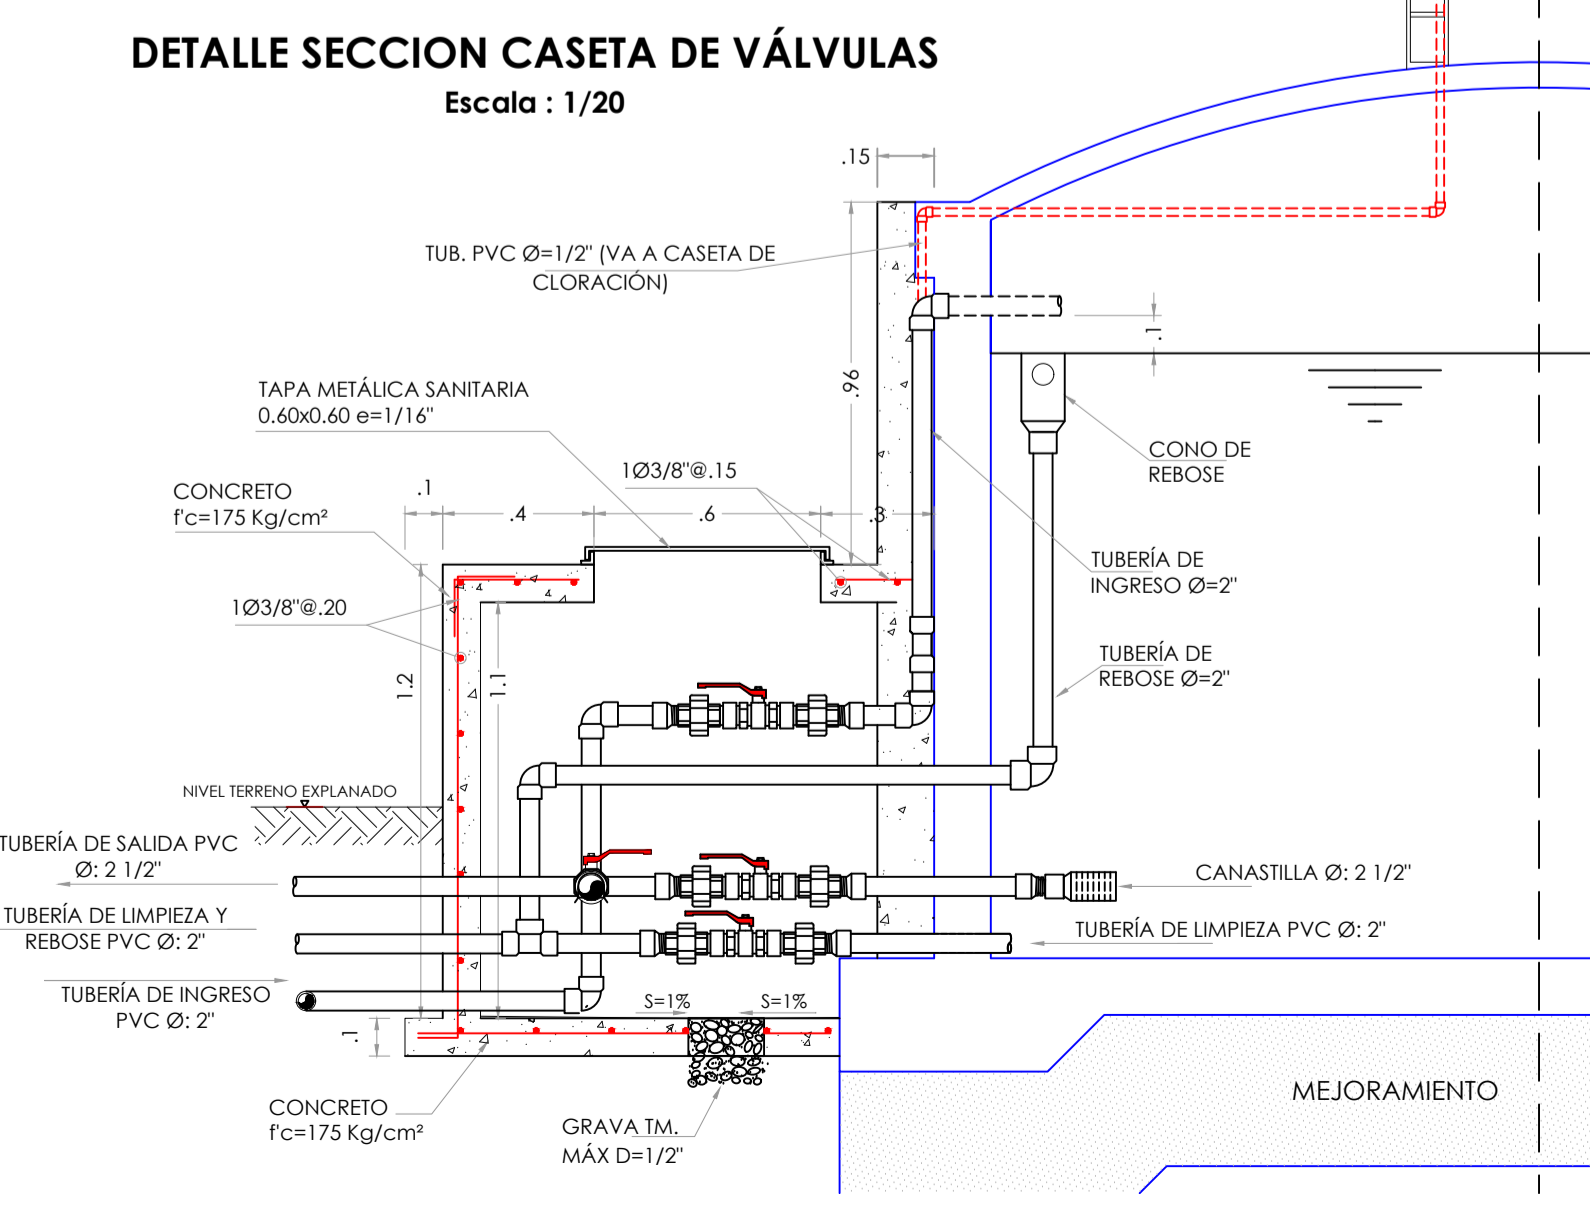 DETALLE SECCION CASETA DE VÁLVULAS
Escala : 1/20
.15
TUB. PVC Ø=1/2" (VA A CASETA DE
CLORACIÓN)
.1
.96
TAPA METÁLICA SANITARIA
0.60x0.60 e=1/16"
CONO DE
REBOSE
1Ø3/8"@.15
CONCRETO
f'c=175 Kg/cm²
.1
.4
.6
.3
TUBERÍA DE
INGRESO Ø=2"
1Ø3/8"@.20
TUBERÍA DE
REBOSE Ø=2"
1.2
1.1
NIVEL TERRENO EXPLANADO
TUBERÍA DE SALIDA PVC
Ø: 2 1/2"
CANASTILLA Ø: 2 1/2"
TUBERÍA DE LIMPIEZA Y
REBOSE PVC Ø: 2"
TUBERÍA DE LIMPIEZA PVC Ø: 2"
TUBERÍA DE INGRESO
PVC Ø: 2"
S=1%
S=1%
.1
MEJORAMIENTO
CONCRETO
f'c=175 Kg/cm²
GRAVA TM.
MÁX D=1/2"